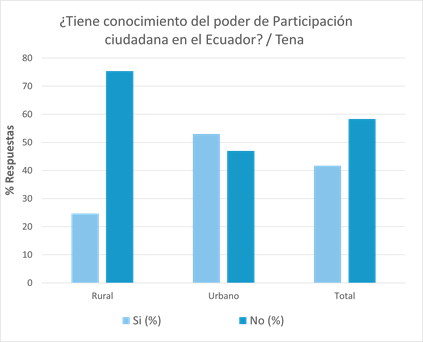 ¿Tiene conocimiento del poder de Participación
ciudadana en el Ecuador? / Tena
% Respuestas
80
70
60
50
40
30
20
10
0
Rural
Urbano
Total
Si (%)
No (%)